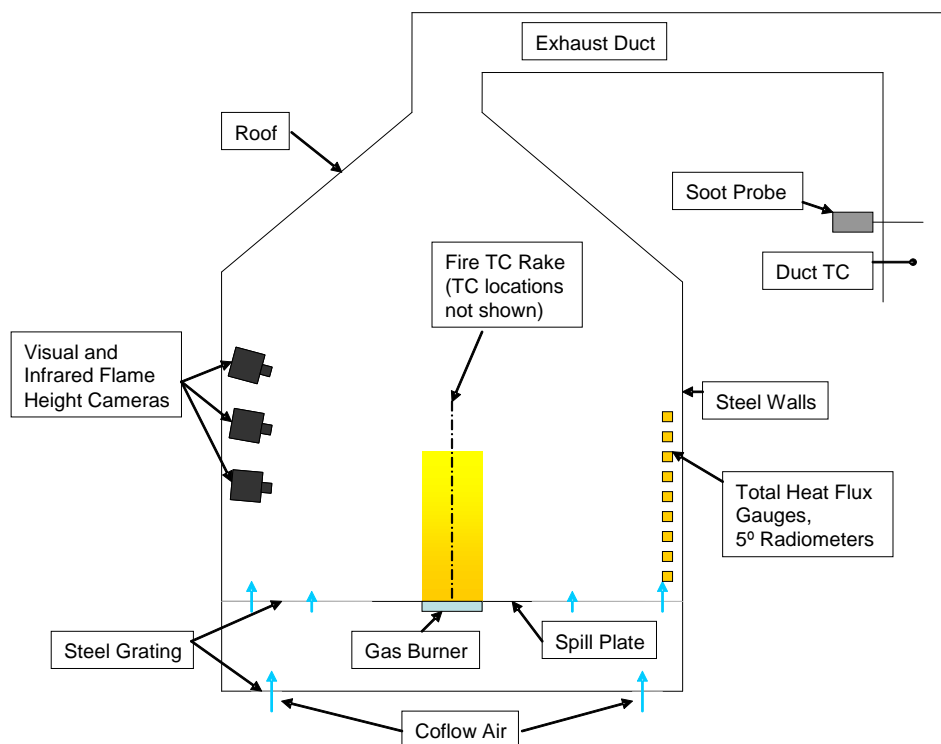 Exhaust Duct
Roof
Soot Probe
Duct TC
Fire TC Rake
(TC locations
not shown)
Visual and
Infrared Flame
Height Cameras
Steel Walls
Total Heat Flux
Gauges,
5º Radiometers
Steel Grating
Gas Burner
Spill Plate
Coflow Air